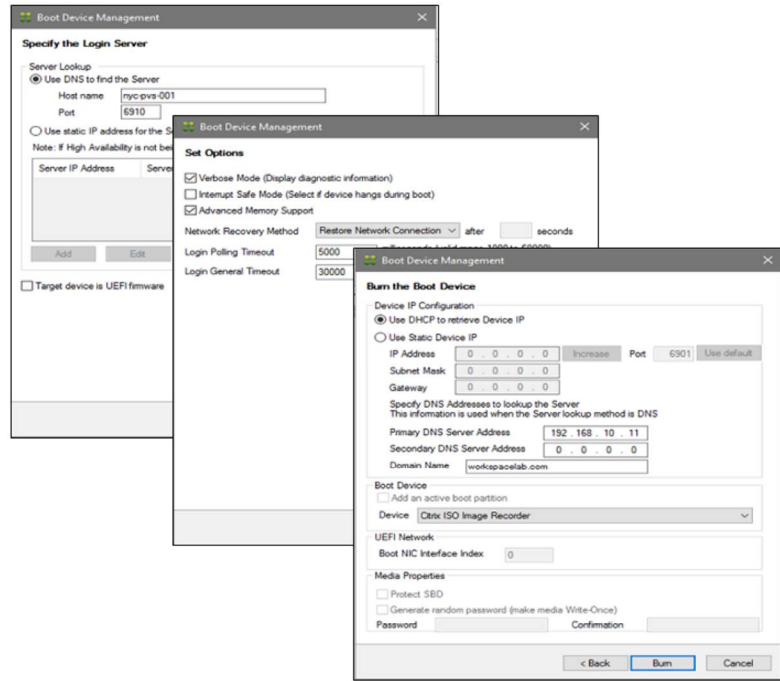 Boot Device Management
Specify the Login Server
Server Lookup
Use DNS to find the Server
Host name nyc-pvs-001
Port 6910
Use static IP address for the S
Note: If High Availability is not bei
Server IP Address Server
Add Edit
Target device is UEFI firmware
Boot Device Management
Set Options
Verbose Mode (Display diagnostic information)
Interrupt Safe Mode (Select if device hangs during boot)
Advanced Memory Support
Network Recovery Method Restore Network Connection after seconds
Login Polling Timeout 5000
Login General Timeout 30000
Boot Device Management
Burn the Boot Device
Device IP Configuration
Use DHCP to retrieve Device IP
Use Static Device IP
IP Address 0 . 0 . 0 . 0 Increase Port 6901 Use default
Subnet Mask 0 . 0 . 0 . 0
Gateway 0 . 0 . 0 . 0
Specify DNS Addresses to lookup the Server
This information is used when the Server lookup method is DNS
Primary DNS Server Address 192 . 168 . 10 . 11
Secondary DNS Server Address 0 . 0 . 0 . 0
Domain Name workspacelab.com
Boot Device
Add an active boot partition
Device Citrix ISO Image Recorder
UEFI Network
Boot NIC Interface Index 0
Media Properties
Protect SBD
Generate random password (make media Write-Once)
Password Confirmation
< Back Burn Cancel